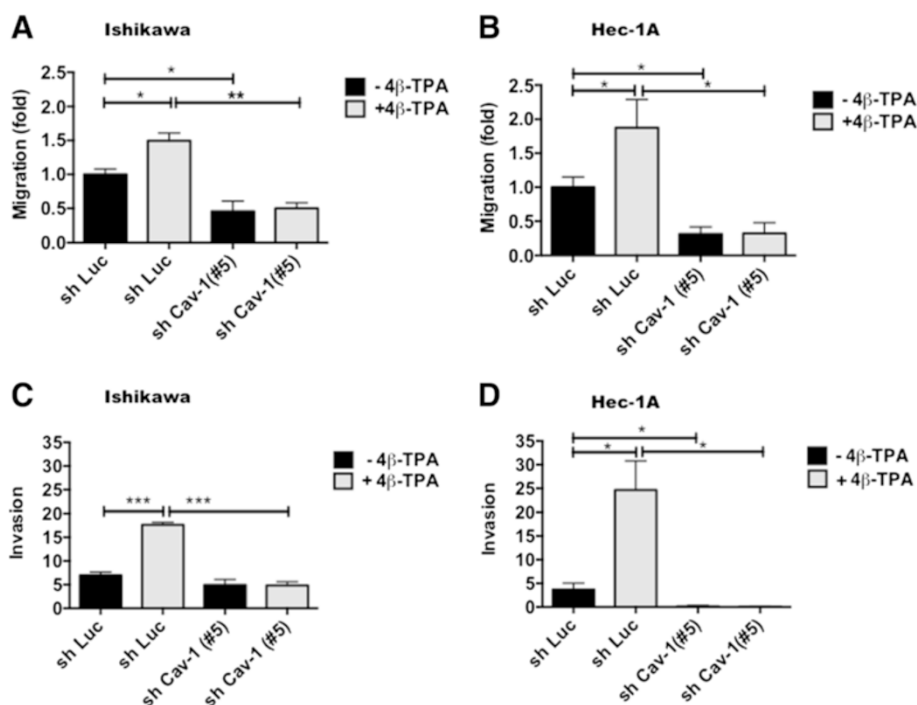 A
Ishikawa
*
*
**
2.5
2.0
1.5
1.0
0.5
0.0
Migration (fold)
- 4β-TPA
+4β-TPA
sh Luc
sh Luc
sh Cav-1(#5)
sh Cav-1(#5)
B
Hec-1A
*
*
*
2.5
2.0
1.5
1.0
0.5
0.0
Migration (fold)
- 4β-TPA
+4β-TPA
sh Luc
sh Luc
sh Cav-1 (#5)
sh Cav-1 (#5)
C
Ishikawa
***
***
35
30
25
20
15
10
5
0
Invasion
- 4β-TPA
+ 4β-TPA
sh Luc
sh Luc
sh Cav-1 (#5)
sh Cav-1 (#5)
D
Hec-1A
*
*
*
35
30
25
20
15
10
5
0
Invasion
- 4β-TPA
+ 4β-TPA
sh Luc
sh Luc
sh Cav-1(#5)
sh Cav-1 (#5)